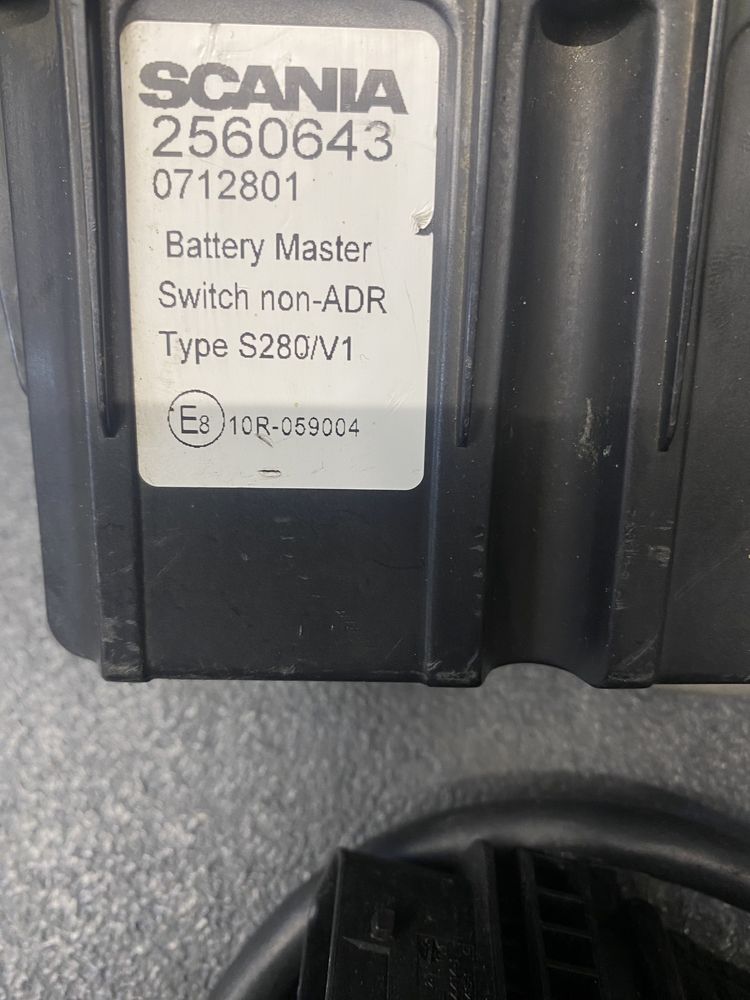 SCANIA
2560643
0712801
Battery Master
Switch non-ADR
Type S280/V1
E8 10R-059004